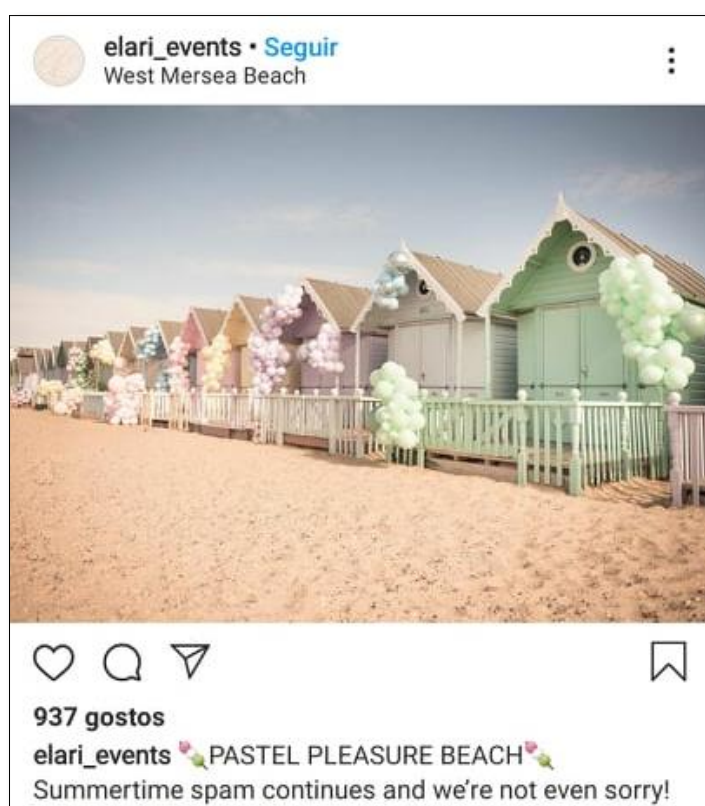 elari_events • Seguir
West Mersea Beach
937 gostos
elari_events 🍡PASTEL PLEASURE BEACH🍡
Summertime spam continues and we're not even sorry!